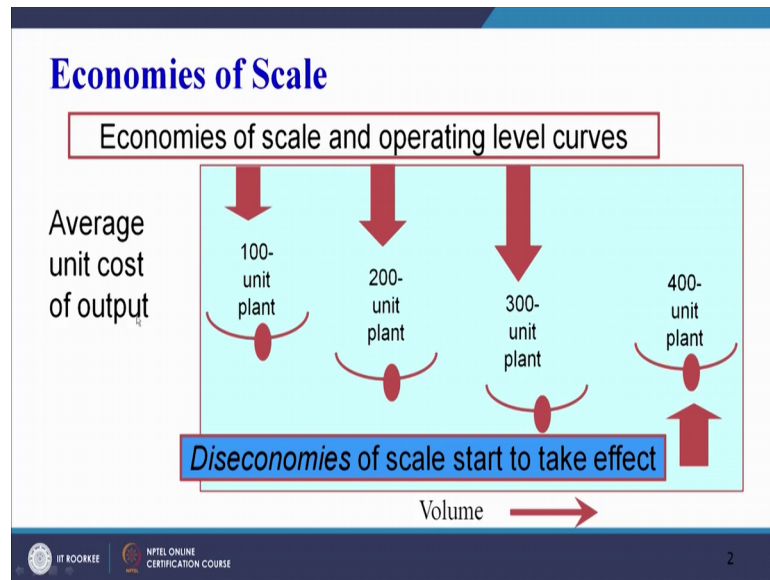 Economies of Scale
Economies of scale and operating level curves
Average
unit cost
of output
100-
unit
plant
200-
unit
plant
300-
unit
plant
400-
unit
plant
Diseconomies of scale start to take effect
Volume
IIT ROORKEE
NPTEL ONLINE
CERTIFICATION COURSE
2